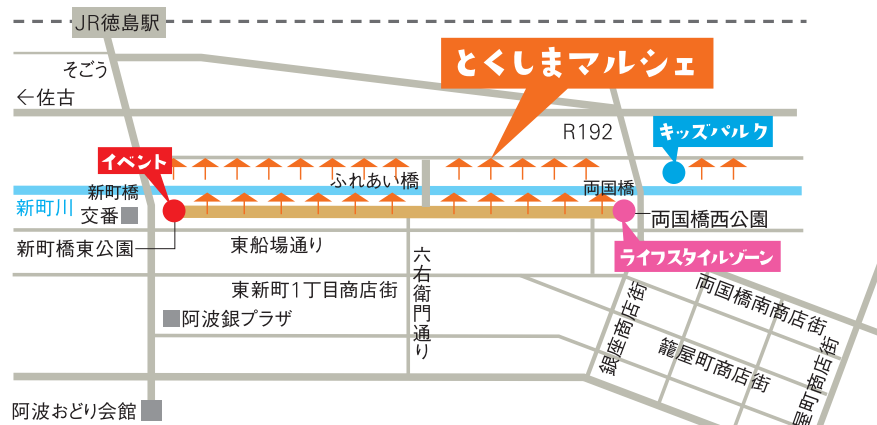 JR徳島駅
そごう
←佐古
とくしまマルシェ
R192
キッズパルク
イベント
ふれあい橋
新町橋
両国橋
新町川
交番
両国橋西公園
新町橋東公園
東船場通り
ライフスタイルゾーン
六右衛門通り
東新町1丁目商店街
両国橋南商店街
阿波銀プラザ
銀座商店街
籠屋町商店街
屋町商店街
阿波おどり会館